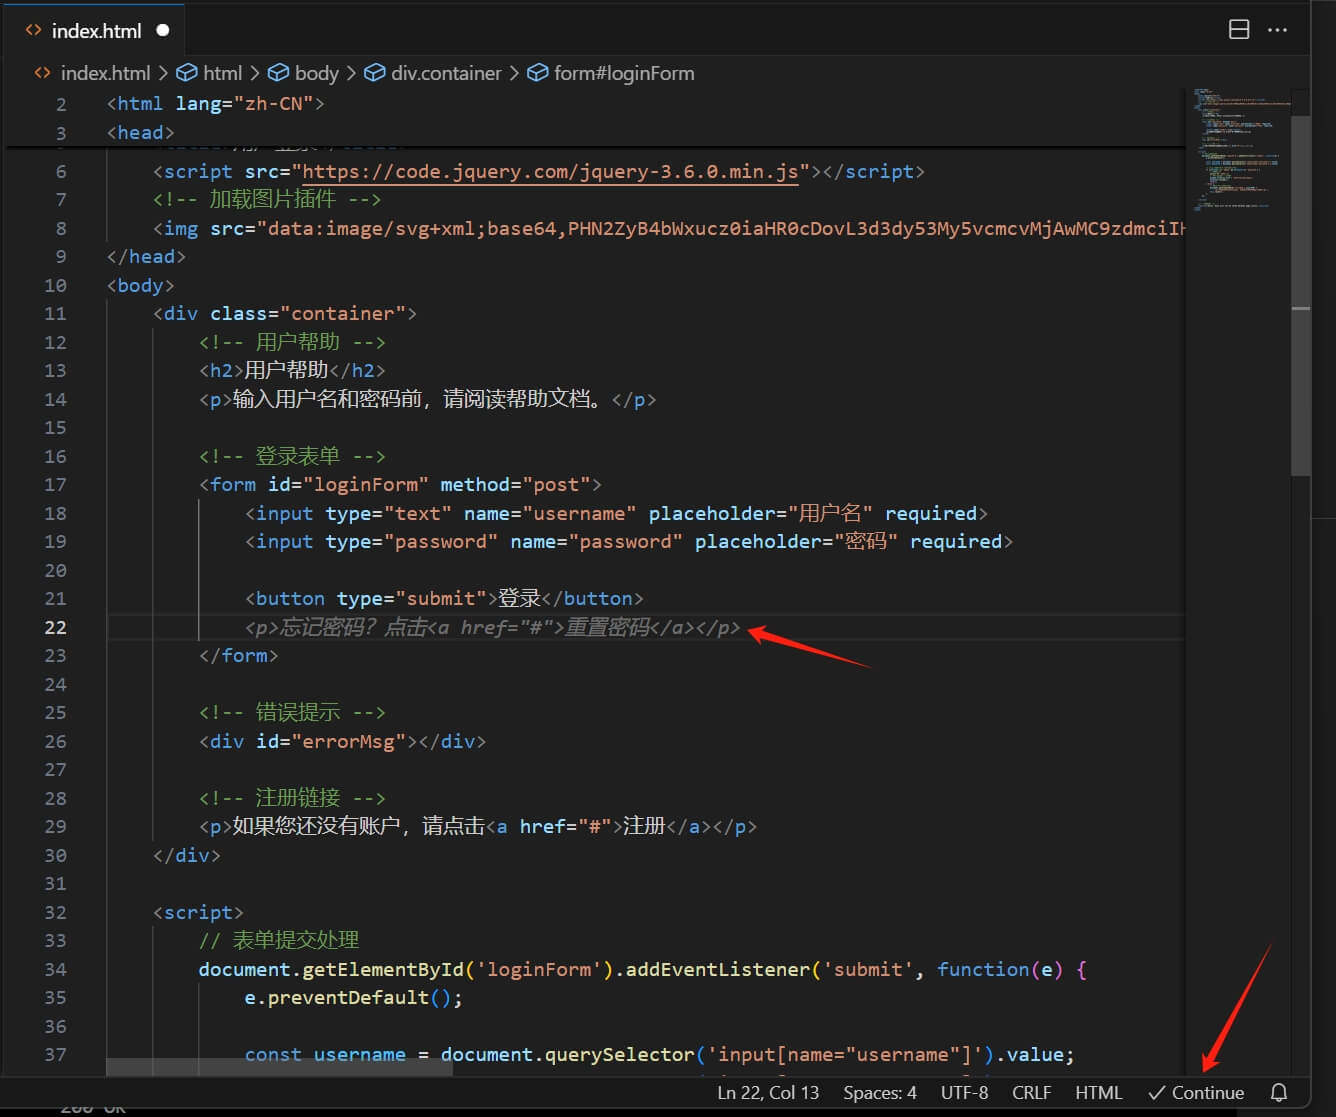 index.html
index.html > html > body > div.container > form#loginForm
2 <html lang="zh-CN">
3 <head>
6 <script src="https://code.jquery.com/jquery-3.6.0.min.js"></script>
7 <!-- 加载图片插件 -->
8 <img src="data:image/svg+xml;base64,PHN2ZyB4bWxucz0iaHR0cDovL3d3dy53My5vcmcvMjAwMC9zdmciIH
9 </head>
10 <body>
11 <div class="container">
12 <!-- 用户帮助 -->
13 <h2>用户帮助</h2>
14 <p>输入用户名和密码前，请阅读帮助文档。</p>
15
16 <!-- 登录表单 -->
17 <form id="loginForm" method="post">
18 <input type="text" name="username" placeholder="用户名" required>
19 <input type="password" name="password" placeholder="密码" required>
20
21 <button type="submit">登录</button>
22 <p>忘记密码？点击<a href="#">重置密码</a></p>
23 </form>
24
25 <!-- 错误提示 -->
26 <div id="errorMsg"></div>
27
28 <!-- 注册链接 -->
29 <p>如果您还没有账户，请点击<a href="#">注册</a></p>
30 </div>
31
32 <script>
33 // 表单提交处理
34 document.getElementById('loginForm').addEventListener('submit', function(e) {
35 e.preventDefault();
36
37 const username = document.querySelector('input[name="username"]').value;
Ln 22, Col 13 Spaces: 4 UTF-8 CRLF HTML Continue